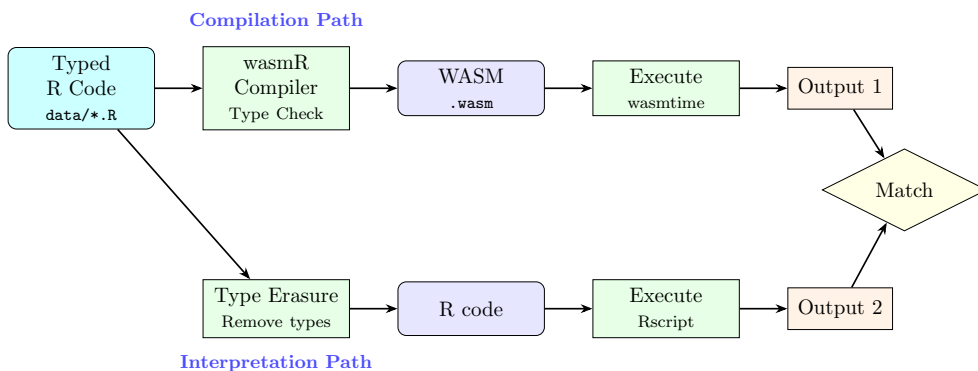 Compilation Path
Typed
R Code
data/*.R
wasmR
Compiler
Type Check
WASM
.wasm
Execute
wasmtime
Output 1
Match
Type Erasure
Remove types
R code
Execute
Rscript
Output 2
Interpretation Path